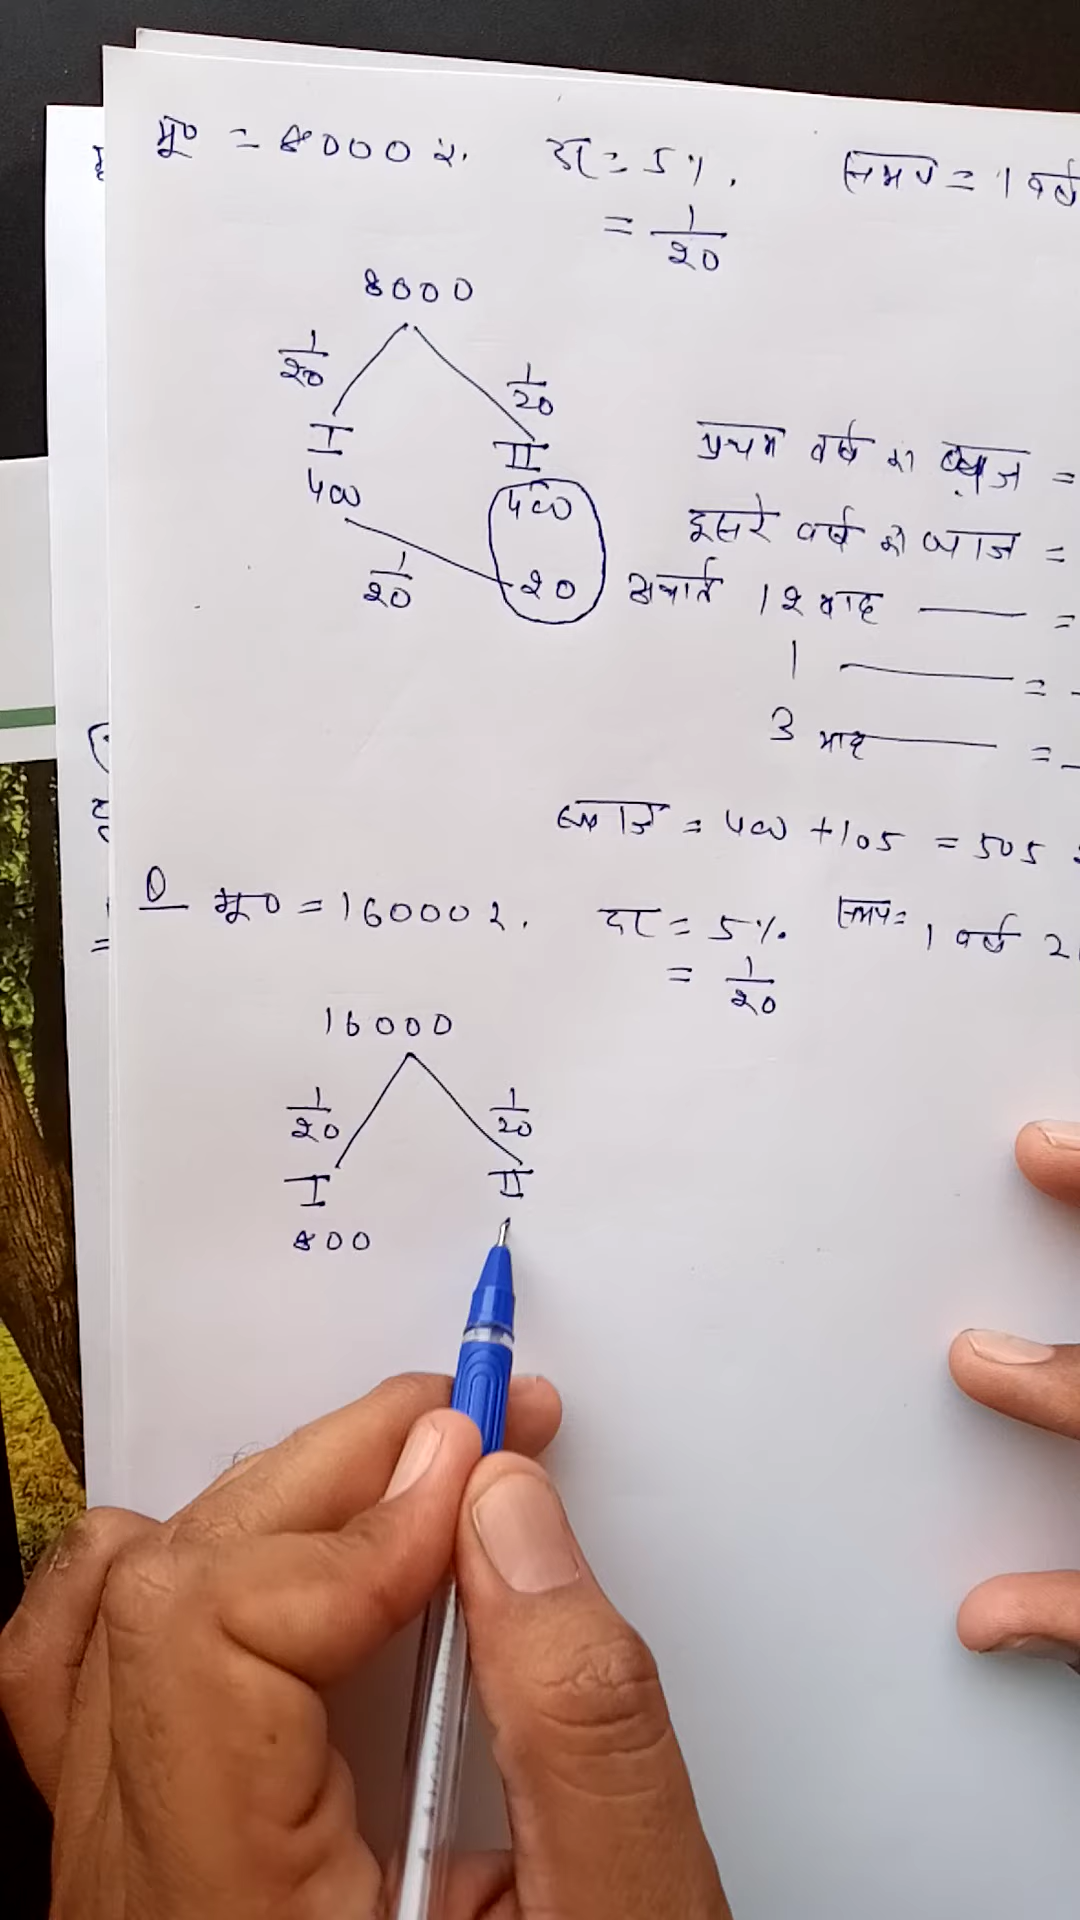 मू० = 8000 रु. दर = 5%. समय = 1 वर्ष
= 1/20
8000
1/20 1/20
I II
400 400
1/20 20
प्रथम वर्ष का ब्याज =
दूसरे वर्ष का ब्याज =
अर्थात 12 माह —— =
1 —— =
3 माह —— =
ब्याज = 400 + 105 = 505
Q मू० = 16000 रु. दर = 5%. समय = 1 वर्ष 2
= 1/20
16000
1/20 1/20
I II
800